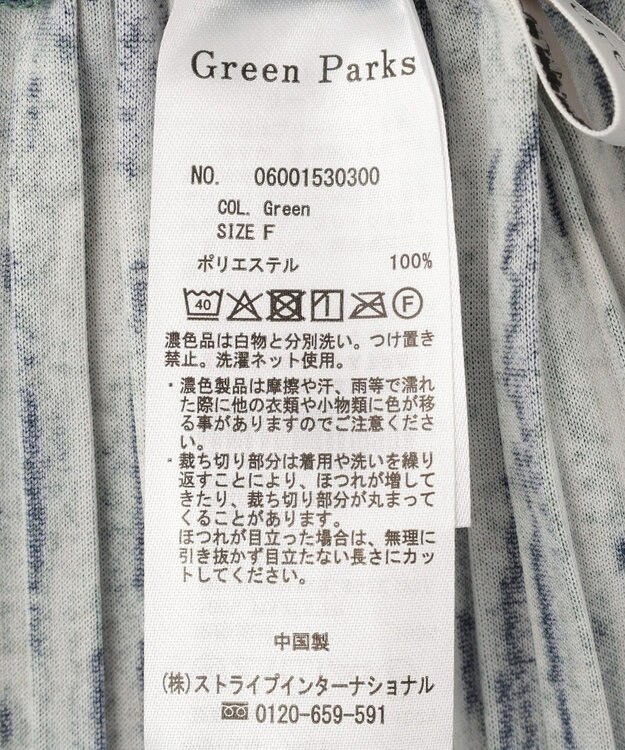 Green Parks
NO. 06001530300
COL. Green
SIZE F
ポリエステル 100%
40 F
濃色品は白物と分別洗い。つけ置き
禁止。洗濯ネット使用。
・濃色製品は摩擦や汗、雨等で濡れ
た際に他の衣類や小物類に色が移
る事がありますのでご注意くださ
い。
・裁ち切り部分は着用や洗いを繰り
返すことにより、ほつれが増して
きたり、裁ち切り部分が丸まって
くることがあります。
ほつれが目立った場合は、無理に
引き抜かず目立たない長さにカッ
トしてください。
中国製
(株)ストライプインターナショナル
0120-659-591